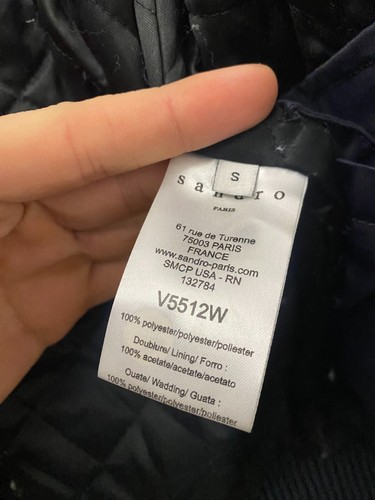 S
sandro
PARIS
61 rue de Turenne
75003 PARIS
FRANCE
www.sandro-paris.com
SMCP USA - RN
132784
V5512W
100% polyester/polyester/poliester
Doublure/ Lining/ Forro :
100% acetate/acetate/acetato
Ouate/ Wadding/ Guata :
100% polyester/polyester/poliester